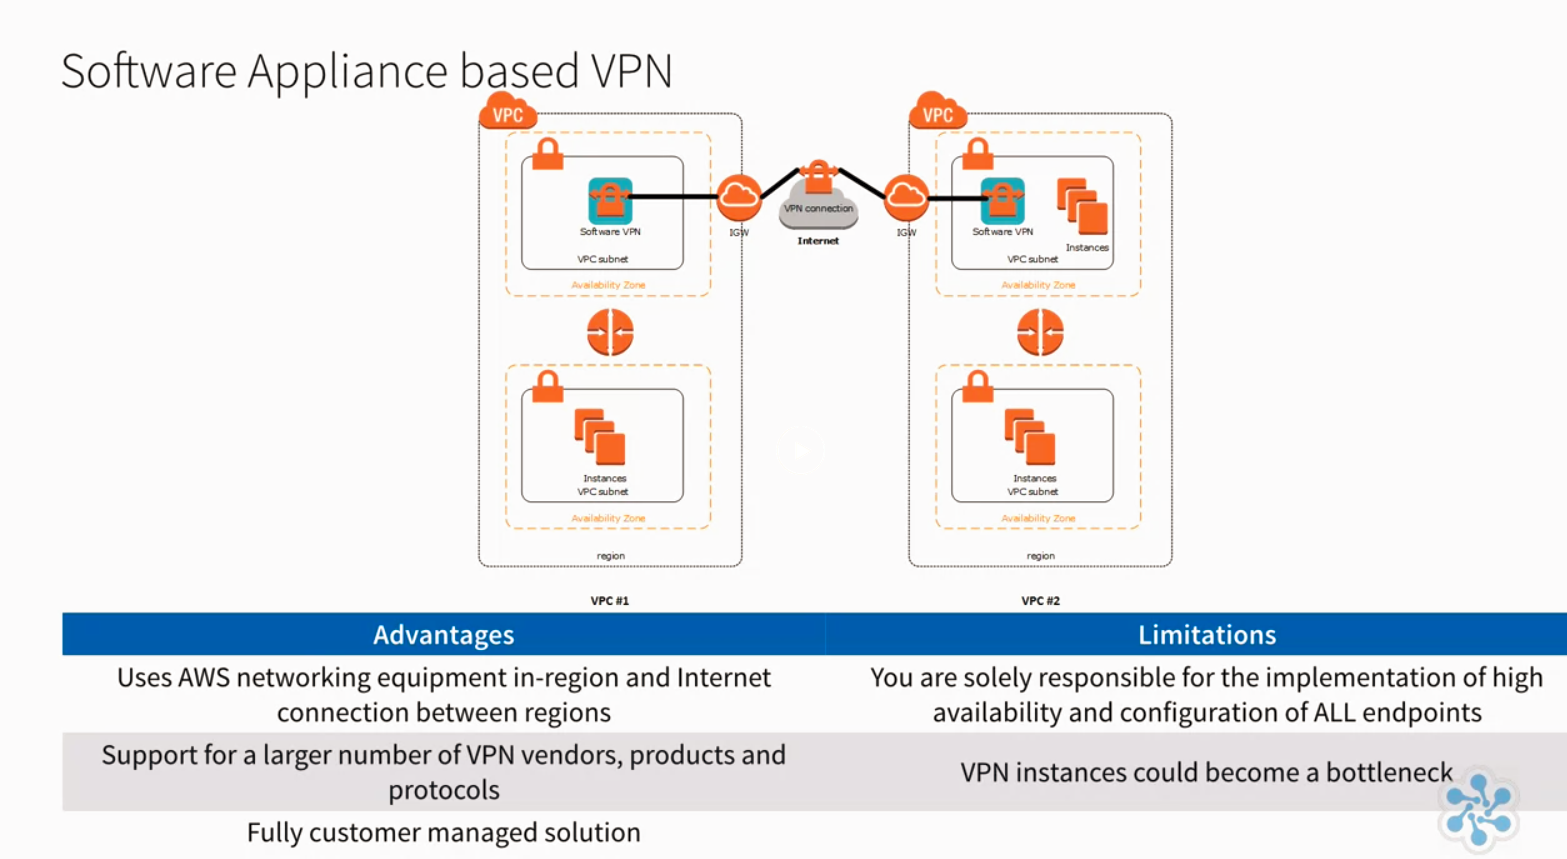 Software Appliance based VPN
VPC
VPC
Software VPN
VPC subnet
Availability Zone
IGW
VPN connection
Internet
IGW
Software VPN
Instances
VPC subnet
Availability Zone
Instances
VPC subnet
Availability Zone
region
VPC #1
Instances
VPC subnet
Availability Zone
region
VPC #2
Advantages
Limitations
Uses AWS networking equipment in-region and Internet
connection between regions
You are solely responsible for the implementation of high
availability and configuration of ALL endpoints
Support for a larger number of VPN vendors, products and
protocols
VPN instances could become a bottleneck
Fully customer managed solution